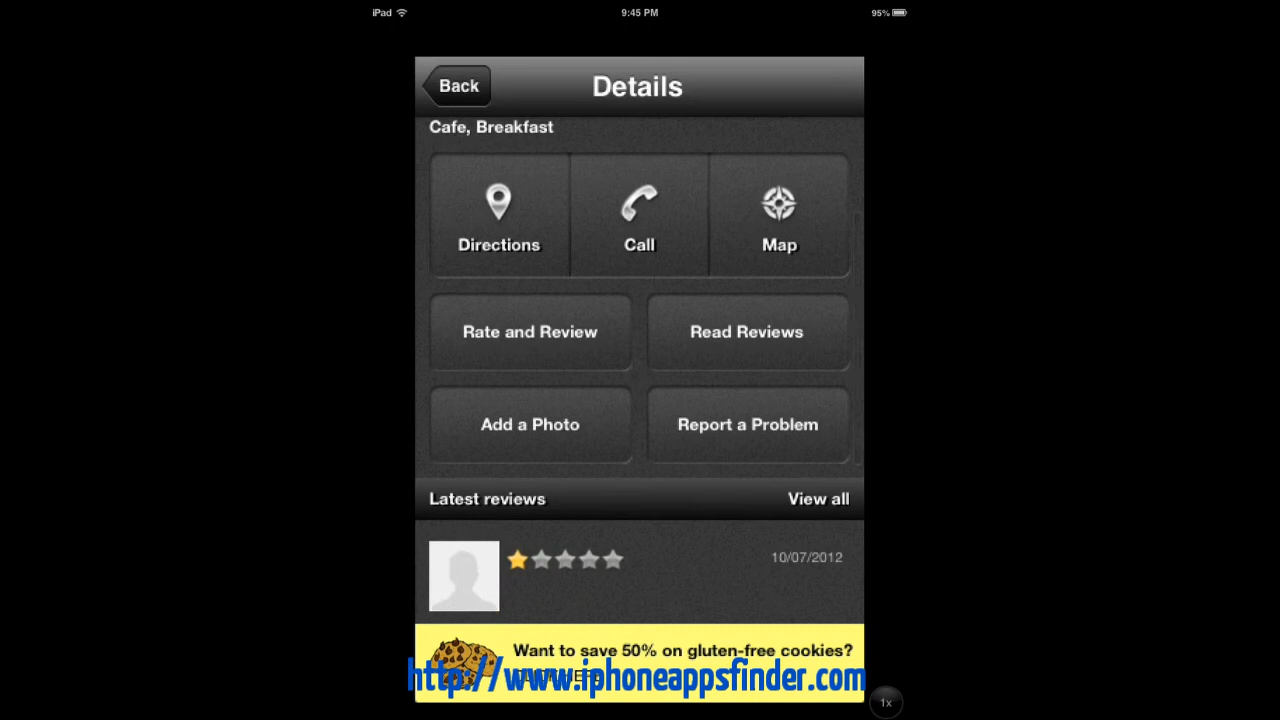 iPad 9:45 PM 95%
Back Details
Cafe, Breakfast
Directions Call Map
Rate and Review Read Reviews
Add a Photo Report a Problem
Latest reviews View all
10/07/2012
Want to save 50% on gluten-free cookies?
http://www.iphoneappsfinder.com
1x